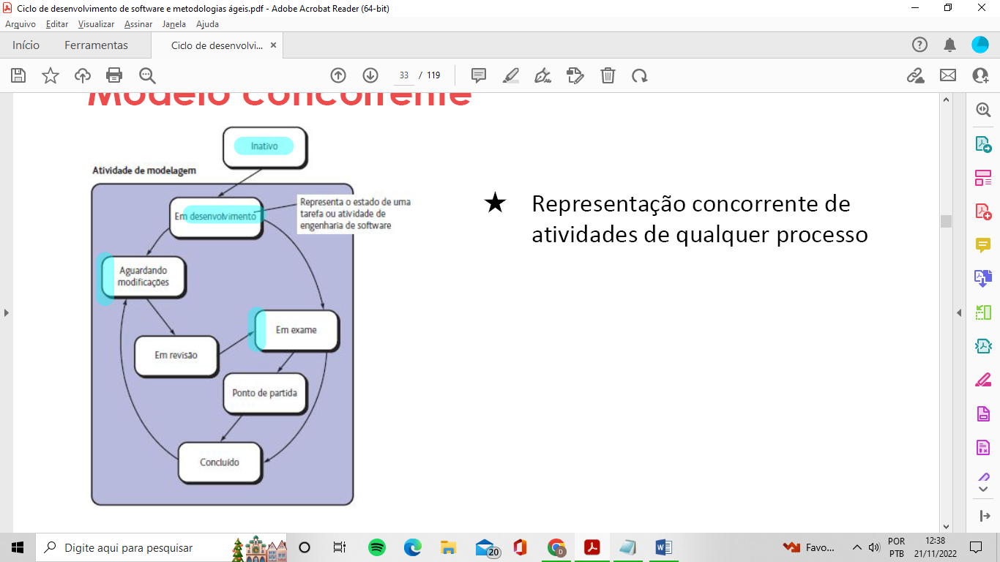 Ciclo de desenvolvimento de software e metodologias ágeis.pdf - Adobe Acrobat Reader (64-bit)
Arquivo Editar Visualizar Assinar Janela Ajuda
Início Ferramentas Ciclo de desenvolvi... ×
33 / 119
Modelo concorrente
Inativo
Atividade de modelagem
Em desenvolvimento
Representa o estado de uma
tarefa ou atividade de
engenharia de software
Aguardando
modificações
Em exame
Em revisão
Ponto de partida
Concluído
★ Representação concorrente de
atividades de qualquer processo
Digite aqui para pesquisar
20
D
W
Favo...
POR
PTB
12:38
21/11/2022